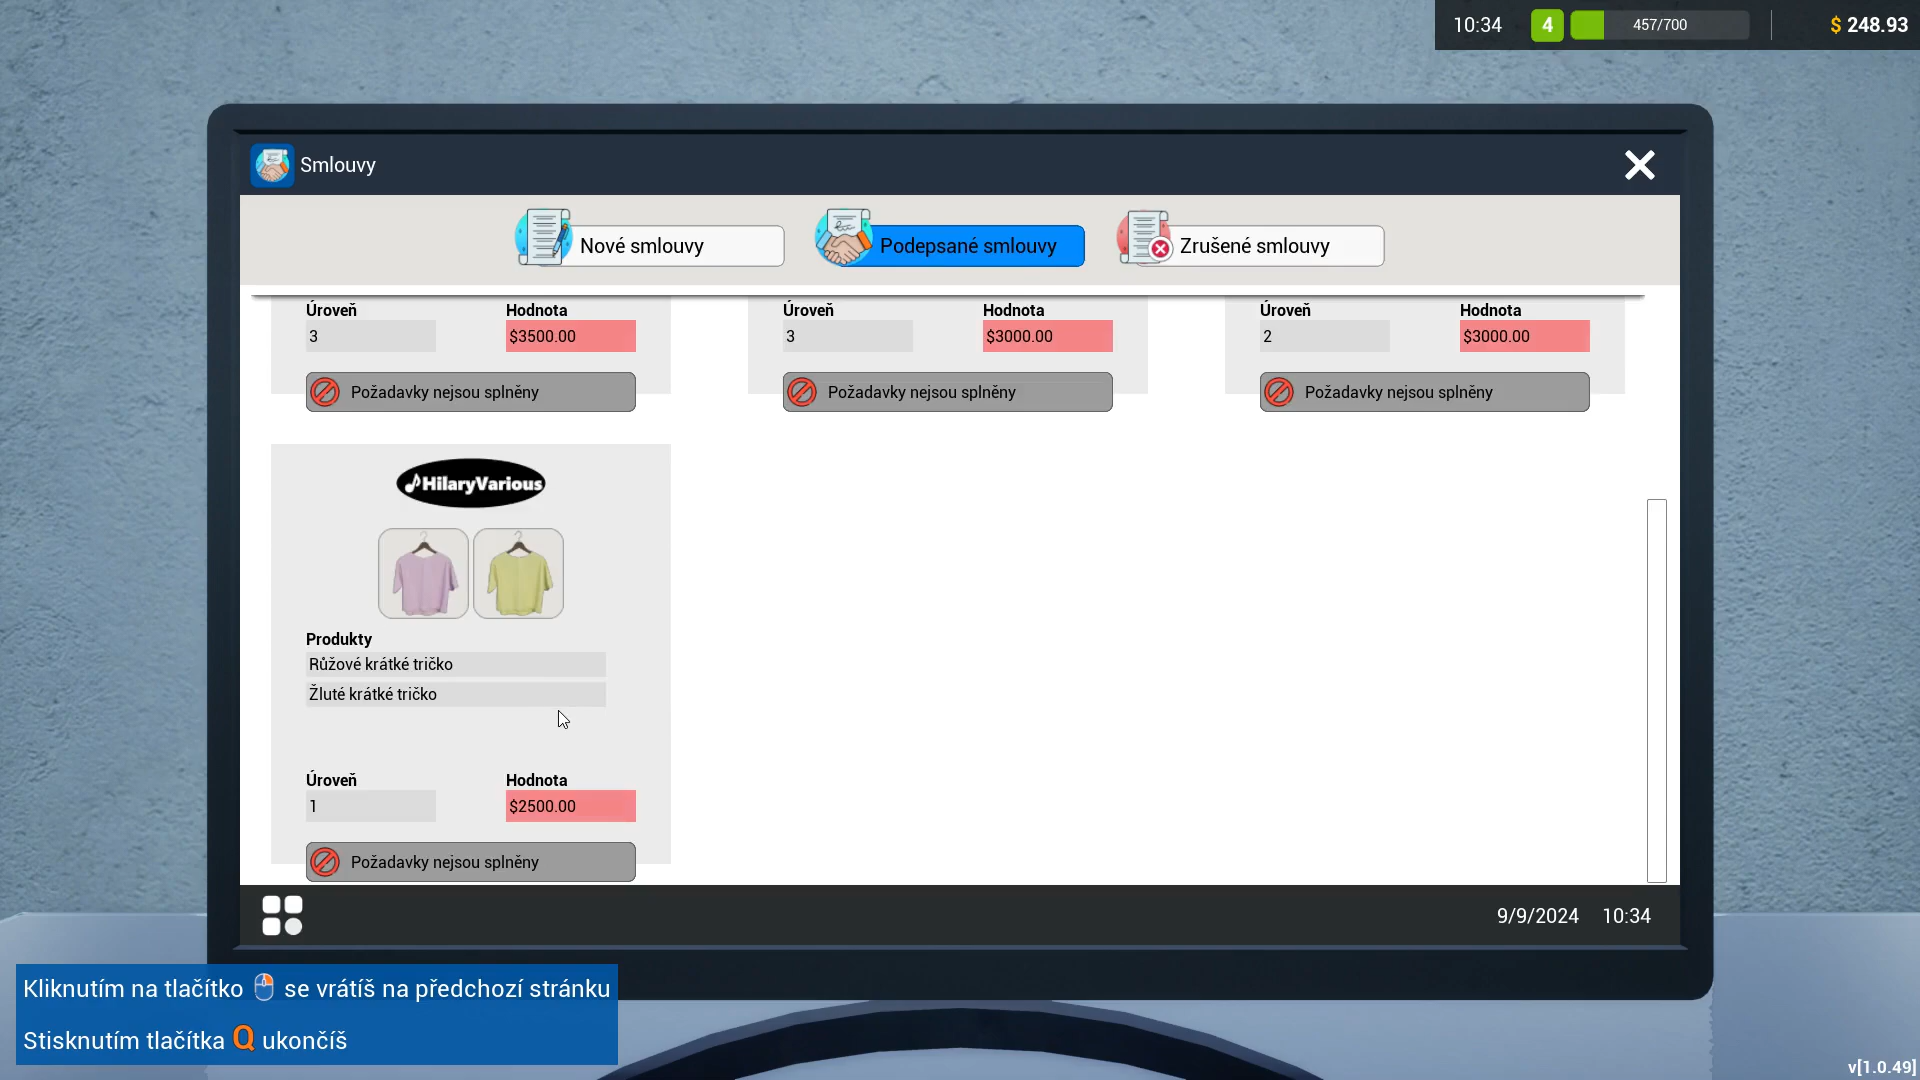 10:34 4 457/700 $ 248.93
Smlouvy
Nové smlouvy Podepsané smlouvy Zrušené smlouvy
Úroveň Hodnota Úroveň Hodnota Úroveň Hodnota
3 $3500.00 3 $3000.00 2 $3000.00
Požadavky nejsou splněny Požadavky nejsou splněny Požadavky nejsou splněny
HilaryVarious
Produkty
Růžové krátké tričko
Žluté krátké tričko
Úroveň Hodnota
1 $2500.00
Požadavky nejsou splněny
9/9/2024 10:34
Kliknutím na tlačítko se vrátíš na předchozí stránku
Stisknutím tlačítka Q ukončíš
v[1.0.49]